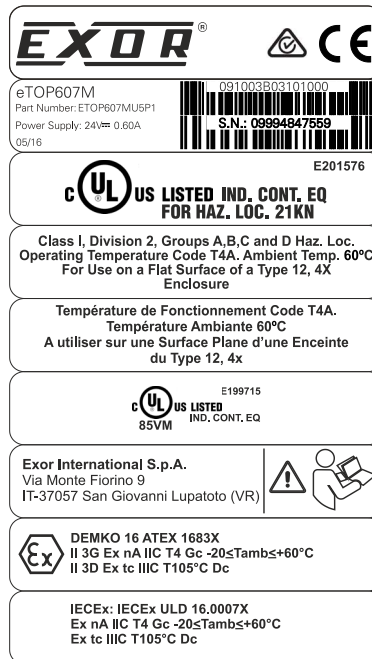 EXOR®
CE
eTOP607M
Part Number: ETOP607MU5P1
Power Supply: 24V⎓ 0.60A
05/16
091003B03101000
S.N.: 09994847559
E201576
C UL US LISTED IND. CONT. EQ
FOR HAZ. LOC. 21KN
Class I, Division 2, Groups A,B,C and D Haz. Loc.
Operating Temperature Code T4A. Ambient Temp. 60ºC
For Use on a Flat Surface of a Type 12, 4X
Enclosure
Température de Fonctionnement Code T4A.
Température Ambiante 60ºC
A utiliser sur une Surface Plane d'une Enceinte
du Type 12, 4x
E199715
C UL US LISTED
85VM IND. CONT. EQ
Exor International S.p.A.
Via Monte Fiorino 9
IT-37057 San Giovanni Lupatoto (VR)
Ex
DEMKO 16 ATEX 1683X
II 3G Ex nA IIC T4 Gc -20≤Tamb≤+60°C
II 3D Ex tc IIIC T105°C Dc
IECEx: IECEx ULD 16.0007X
Ex nA IIC T4 Gc -20≤Tamb≤+60°C
Ex tc IIIC T105°C Dc